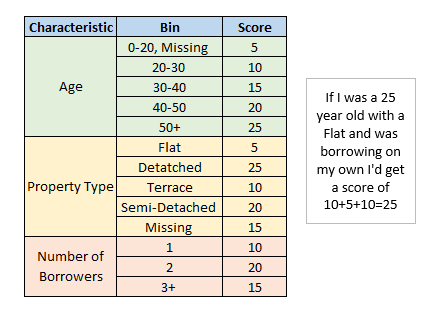 Characteristic Bin Score
Age
0-20, Missing 5
20-30 10
30-40 15
40-50 20
50+ 25
Property Type
Flat 5
Detatched 25
Terrace 10
Semi-Detached 20
Missing 15
Number of
Borrowers
1 10
2 20
3+ 15
If I was a 25
year old with a
Flat and was
borrowing on
my own I'd get
a score of
10+5+10=25